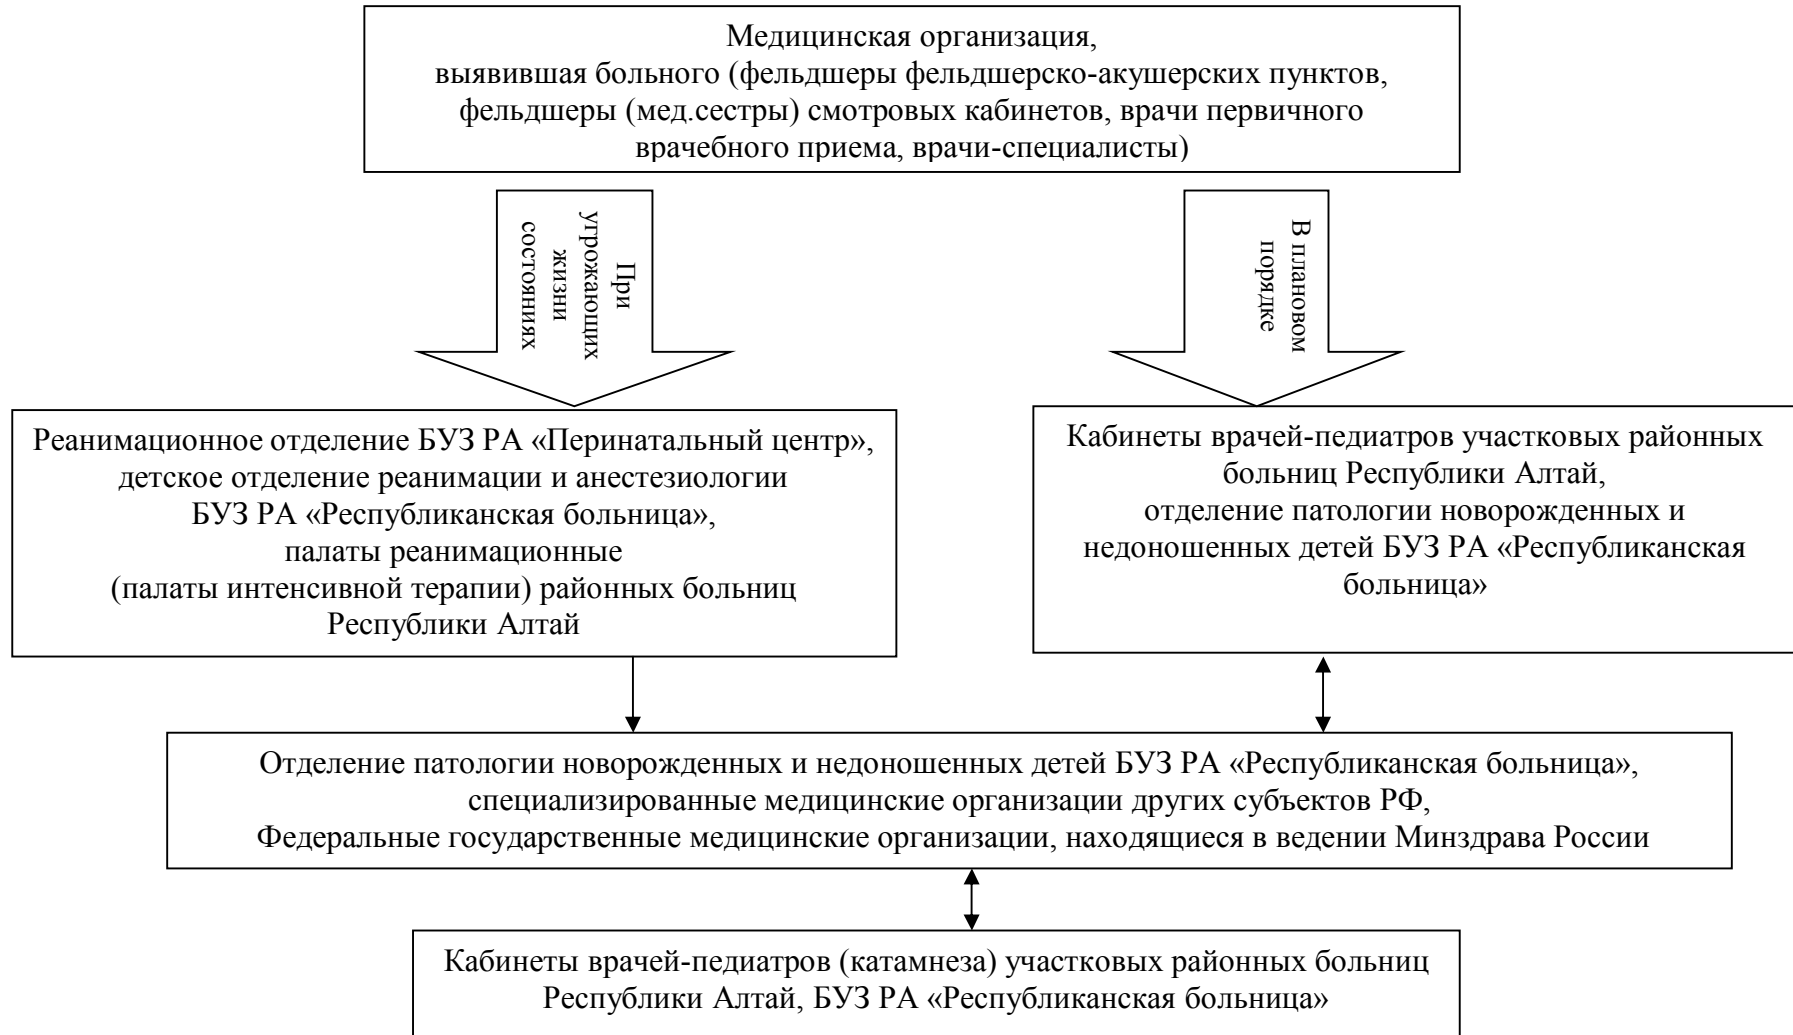 Медицинская организация,
выявившая больного (фельдшеры фельдшерско-акушерских пунктов,
фельдшеры (мед.сестры) смотровых кабинетов, врачи первичного
врачебного приема, врачи-специалисты)
При
угрожающих
жизни
состояниях
В плановом
порядке
Реанимационное отделение БУЗ РА «Перинатальный центр»,
детское отделение реанимации и анестезиологии
БУЗ РА «Республиканская больница»,
палаты реанимационные
(палаты интенсивной терапии) районных больниц
Республики Алтай
Кабинеты врачей-педиатров участковых районных
больниц Республики Алтай,
отделение патологии новорожденных и
недоношенных детей БУЗ РА «Республиканская
больница»
Отделение патологии новорожденных и недоношенных детей БУЗ РА «Республиканская больница»,
специализированные медицинские организации других субъектов РФ,
Федеральные государственные медицинские организации, находящиеся в ведении Минздрава России
Кабинеты врачей-педиатров (катамнеза) участковых районных больниц
Республики Алтай, БУЗ РА «Республиканская больница»